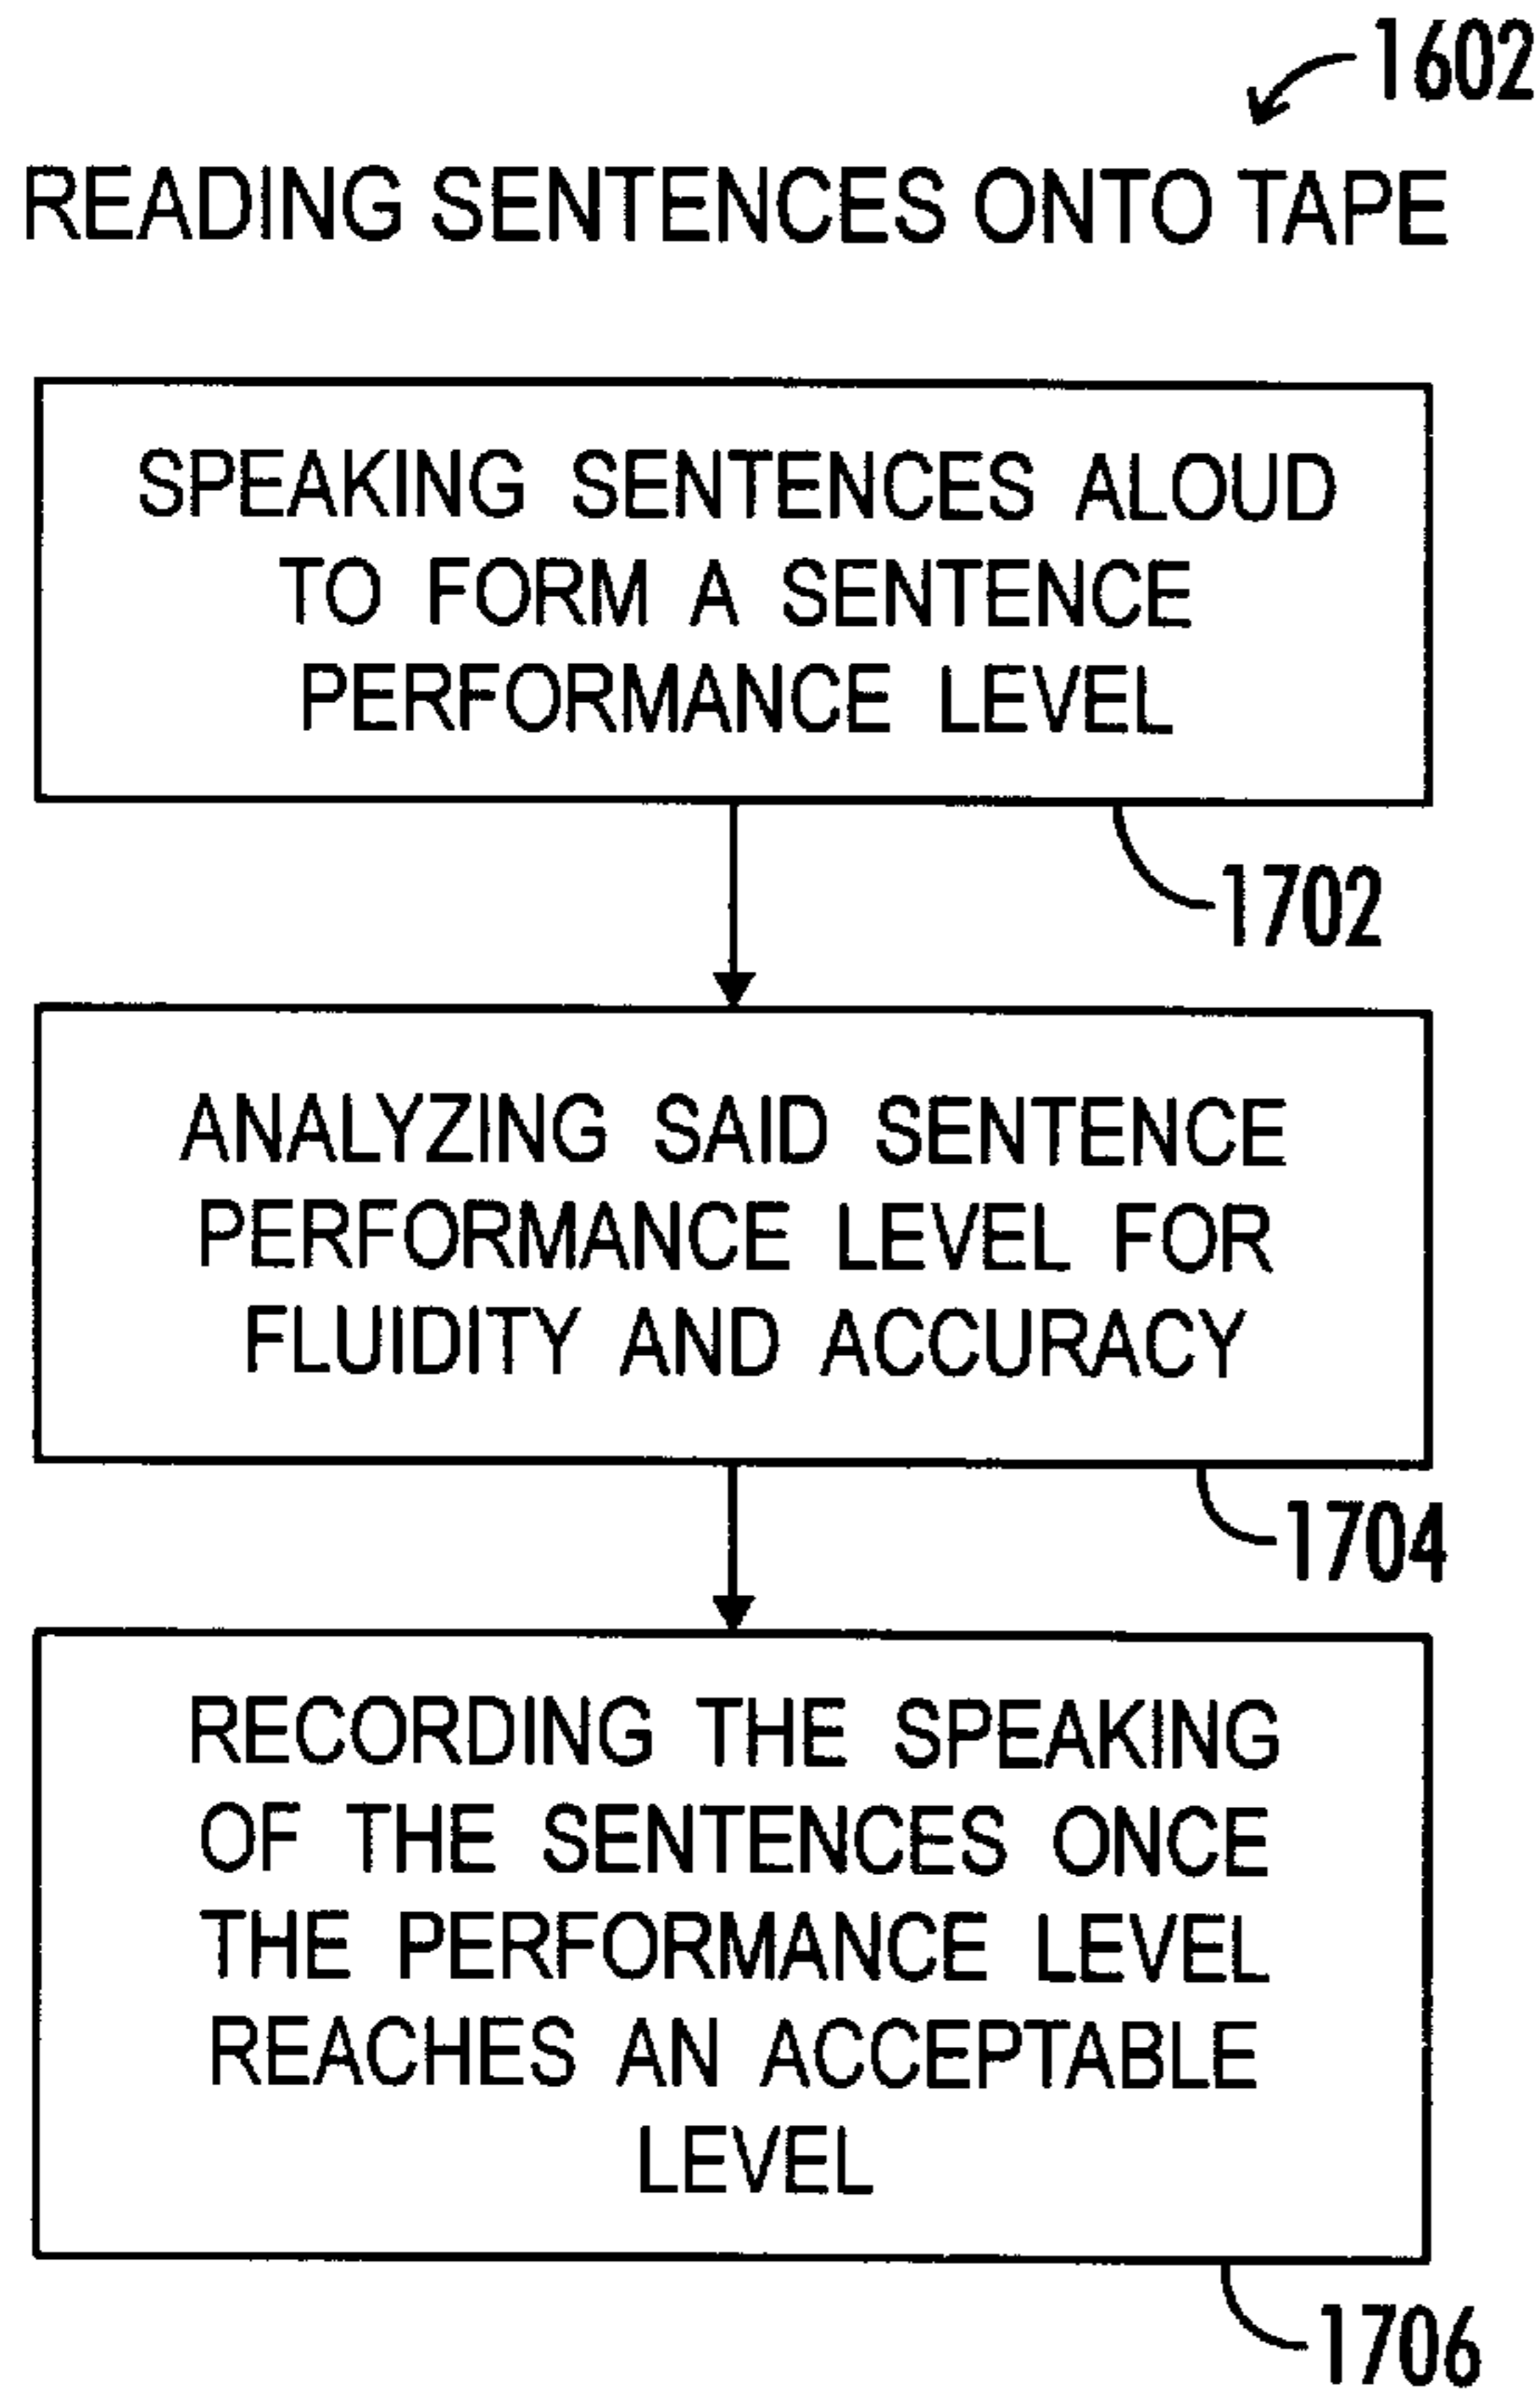 1602
READING SENTENCES ONTO TAPE
SPEAKING SENTENCES ALOUD
TO FORM A SENTENCE
PERFORMANCE LEVEL
1702
ANALYZING SAID SENTENCE
PERFORMANCE LEVEL FOR
FLUIDITY AND ACCURACY
1704
RECORDING THE SPEAKING
OF THE SENTENCES ONCE
THE PERFORMANCE LEVEL
REACHES AN ACCEPTABLE
LEVEL
1706